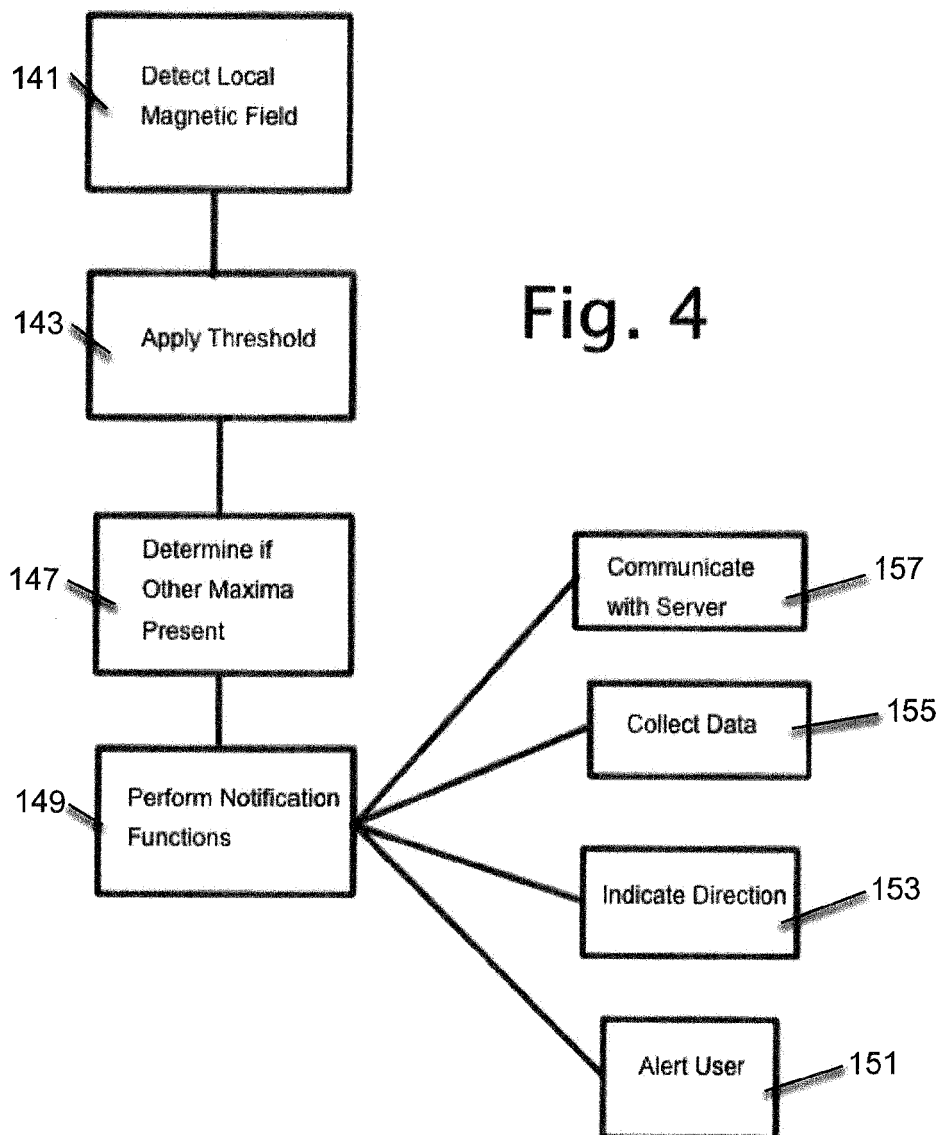 141
Detect Local
Magnetic Field
143
Apply Threshold
Fig. 4
147
Determine if
Other Maxima
Present
149
Perform Notification
Functions
Communicate
with Server
157
Collect Data
155
Indicate Direction
153
Alert User
151